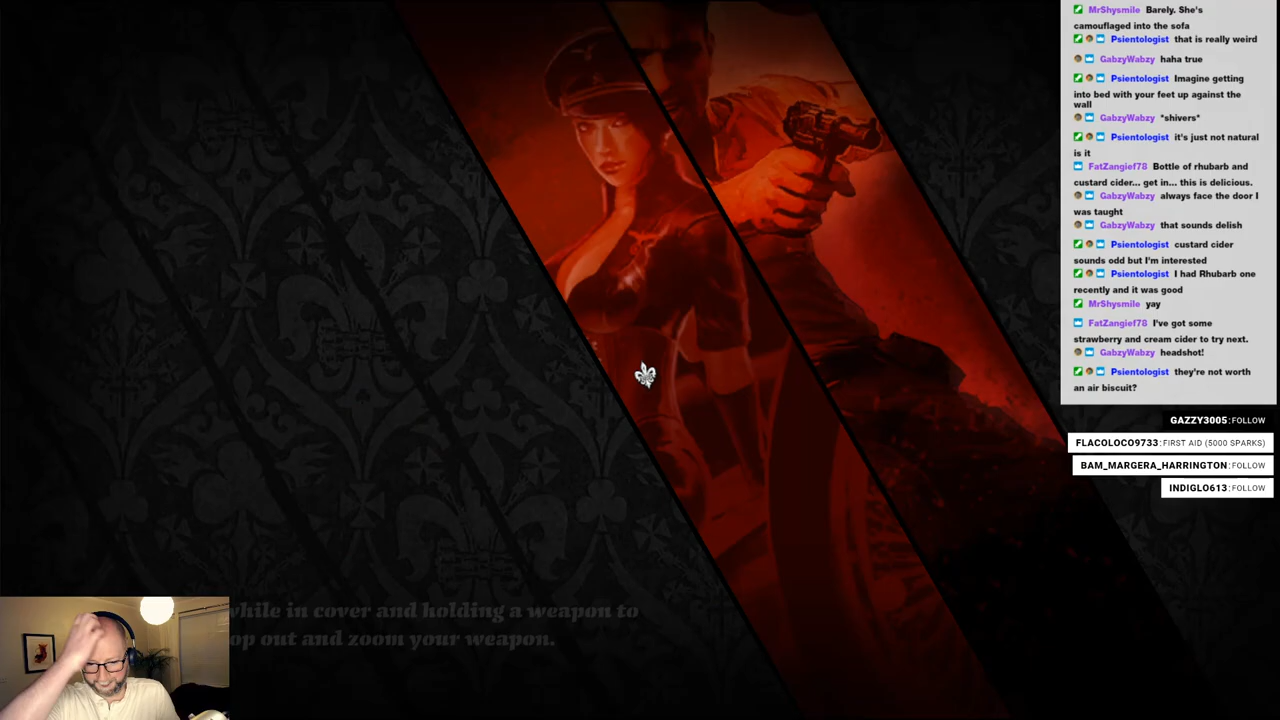 MrShysmile Barely. She's
camouflaged into the sofa
Psientologist that is really weird
GabzyWabzy haha true
Psientologist Imagine getting
into bed with your feet up against the
wall
GabzyWabzy *shivers*
Psientologist it's just not natural
is it
FatZangief78 Bottle of rhubarb and
custard cider... get in... this is delicious.
GabzyWabzy always face the door I
was taught
GabzyWabzy that sounds delish
Psientologist custard cider
sounds odd but I'm interested
Psientologist I had Rhubarb one
recently and it was good
MrShysmile yay
FatZangief78 I've got some
strawberry and cream cider to try next.
GabzyWabzy headshot!
Psientologist they're not worth
an air biscuit?
GAZZY3005:FOLLOW
FLACOLOCO9733:FIRST AID (5000 SPARKS)
BAM_MARGERA_HARRINGTON:FOLLOW
INDIGLO613:FOLLOW
while in cover and holding a weapon to
op out and zoom your weapon.